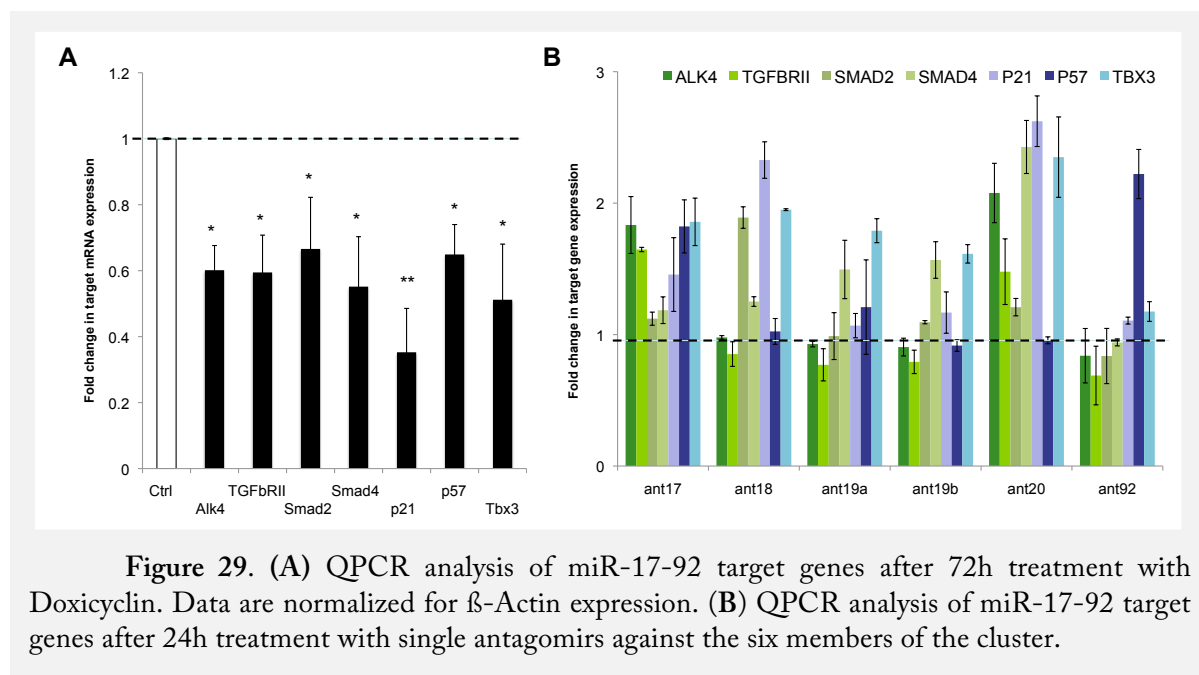 A
B
1.2
1
0.8
0.6
0.4
0.2
0
Fold change in target mRNA expression
*
*
*
*
**
*
*
Ctrl
Alk4
TGFbRII
Smad2
Smad4
p21
p57
Tbx3
3
2
1
0
Fold change in target gene expression
ALK4 TGFBRII SMAD2 SMAD4 P21 P57 TBX3
ant17 ant18 ant19a ant19b ant20 ant92
Figure 29. (A) QPCR analysis of miR-17-92 target genes after 72h treatment with
Doxicyclin. Data are normalized for ß-Actin expression. (B) QPCR analysis of miR-17-92 target
genes after 24h treatment with single antagomirs against the six members of the cluster.